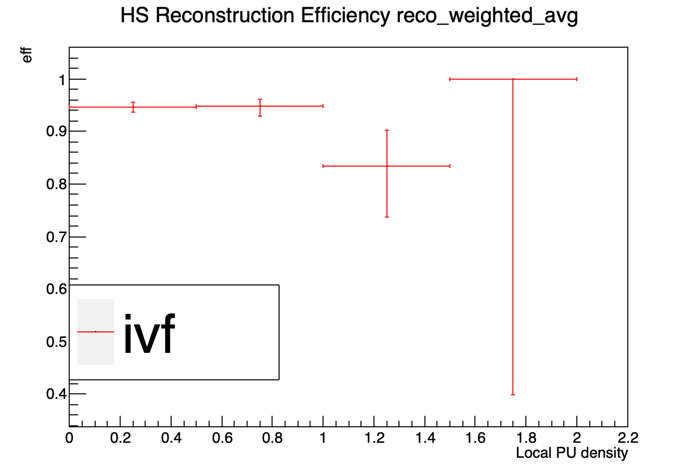 HS Reconstruction Efficiency reco_weighted_avg
eff
1
0.9
0.8
0.7
0.6
0.5
0.4
ivf
0 0.2 0.4 0.6 0.8 1 1.2 1.4 1.6 1.8 2 2.2
Local PU density